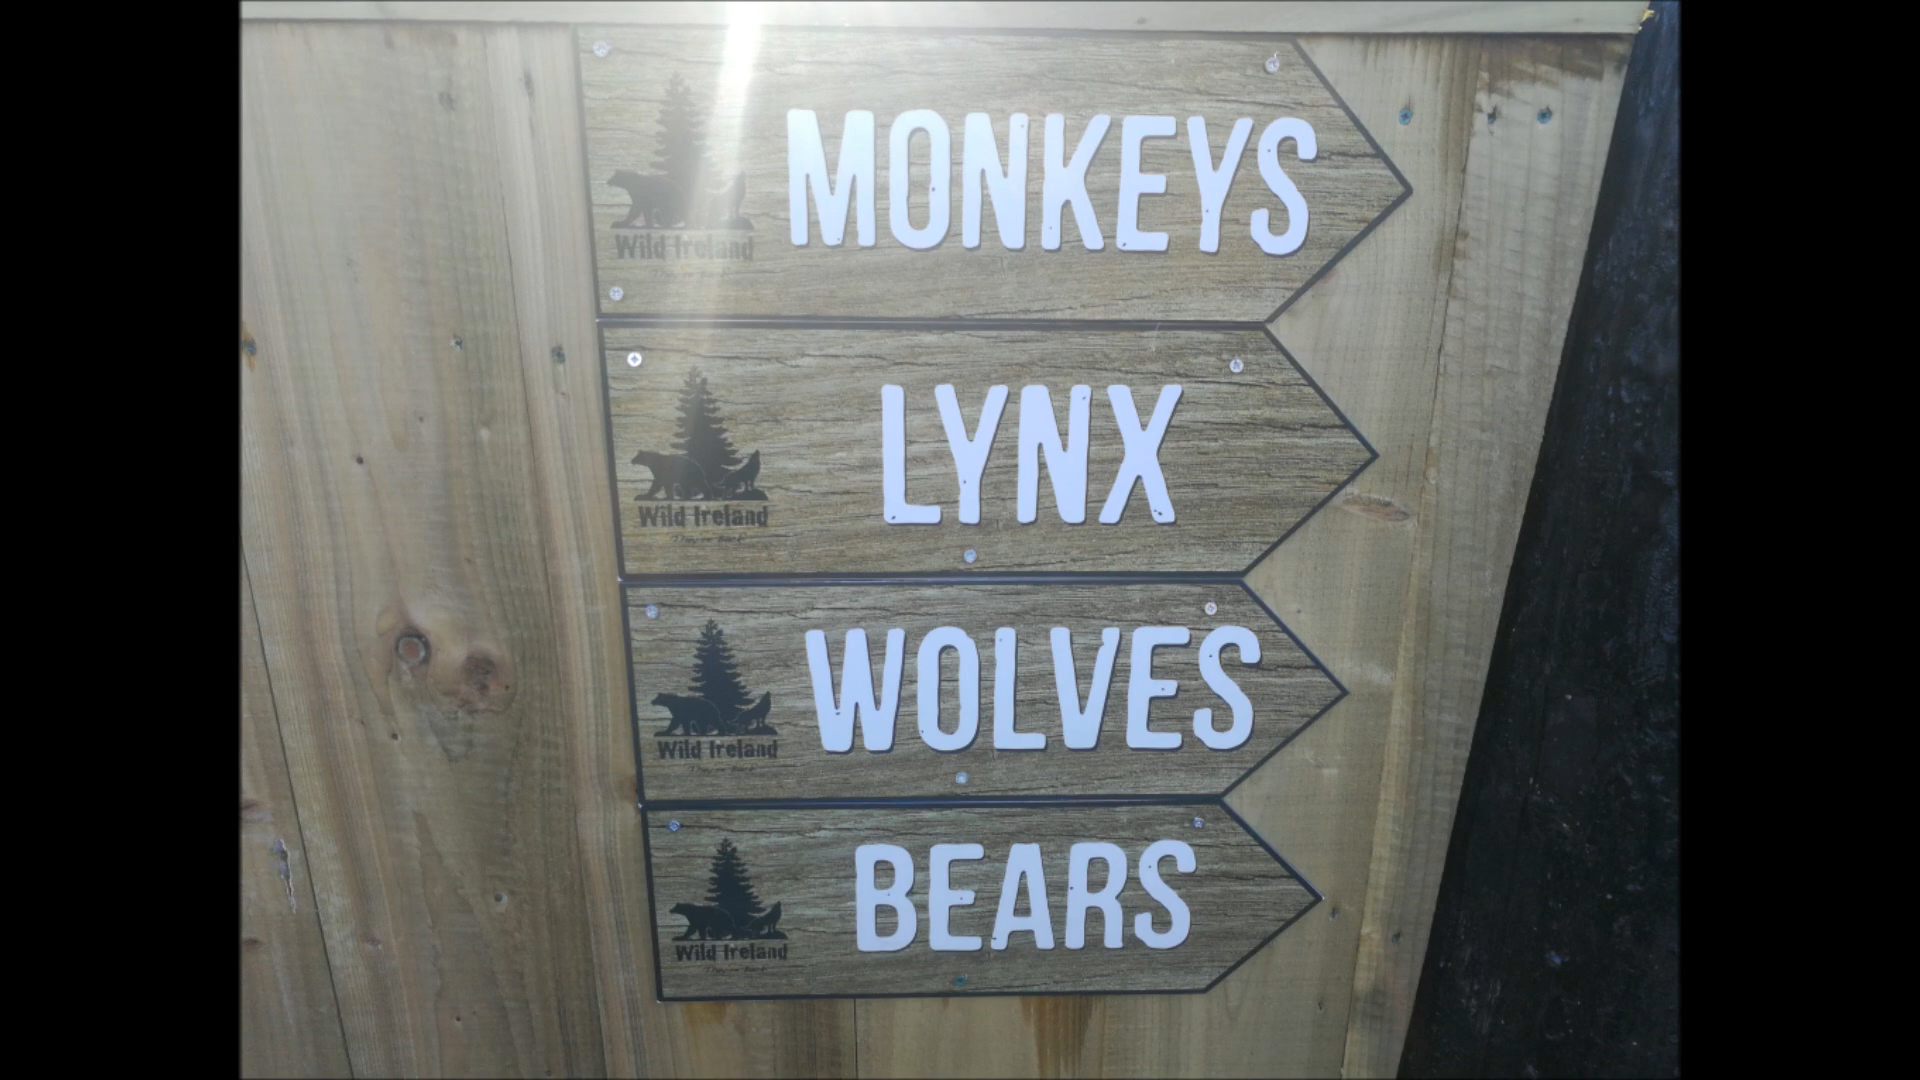 MONKEYS
Wild Ireland
LYNX
Wild Ireland
WOLVES
Wild Ireland
BEARS
Wild Ireland